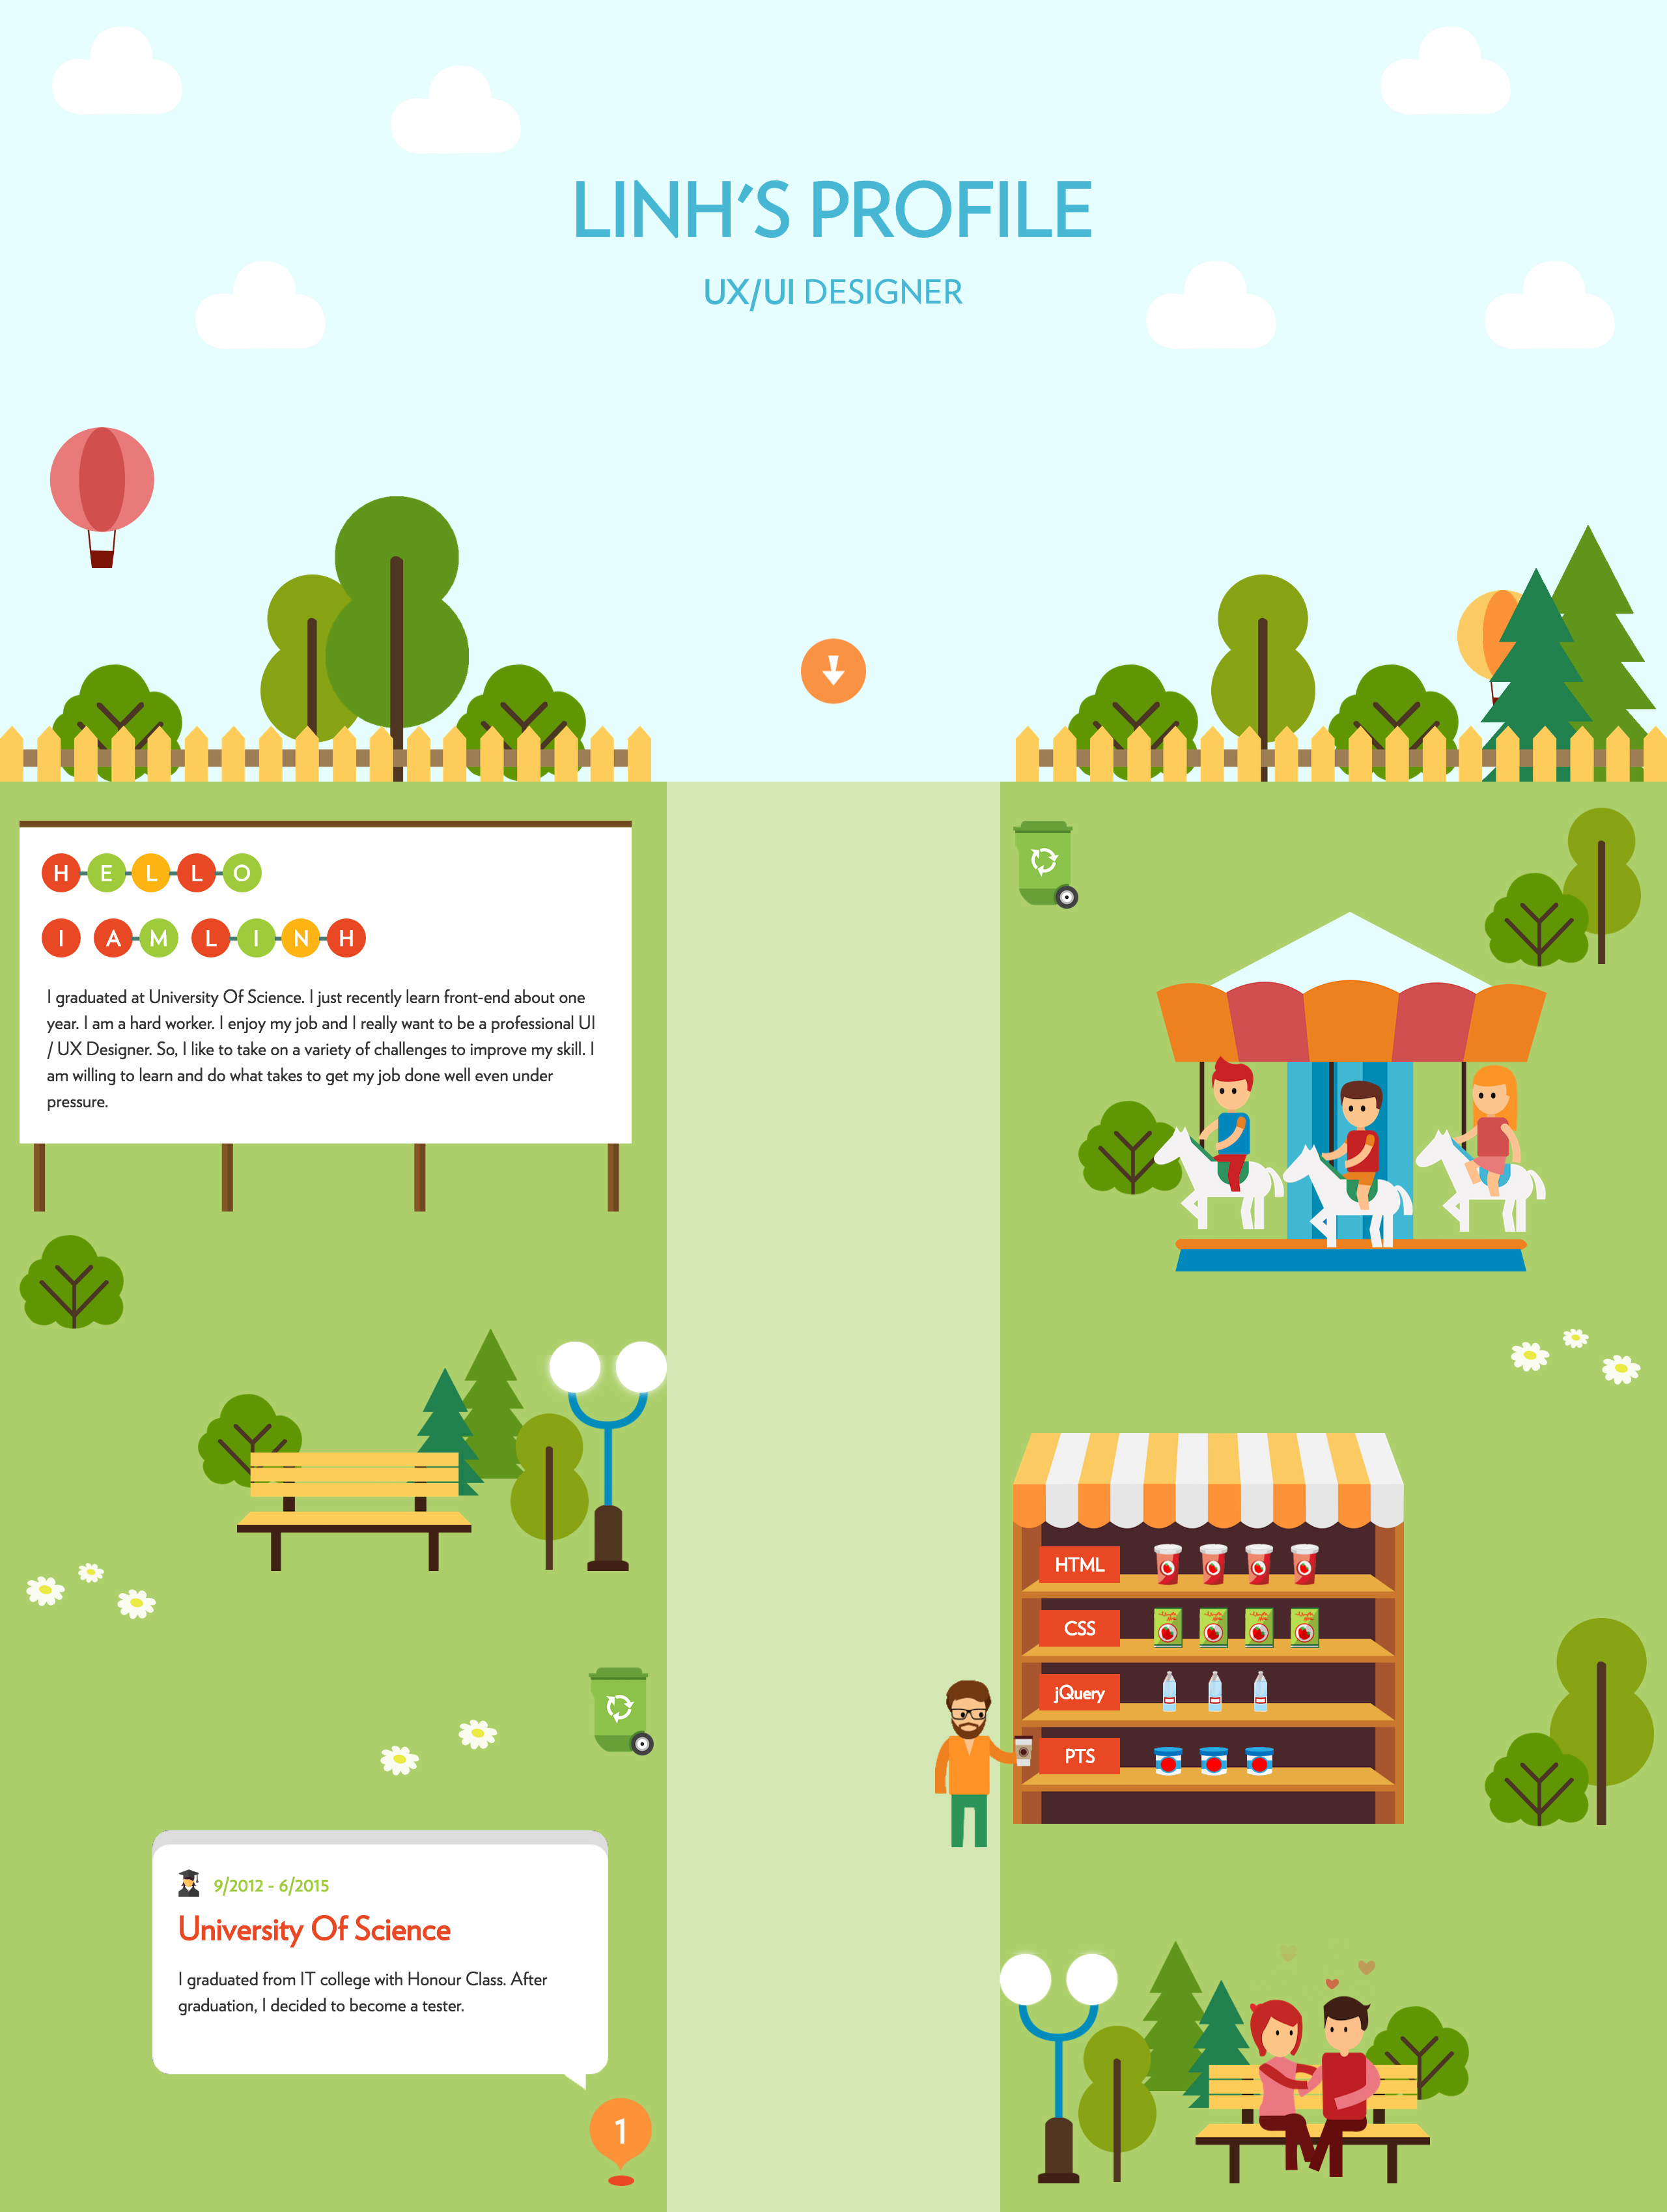 LINH'S PROFILE
UX/UI DESIGNER
HELLO
I AM LINH
I graduated at University Of Science. I just recently learn front-end about one
year. I am a hard worker. I enjoy my job and I really want to be a professional UI
/ UX Designer. So, I like to take on a variety of challenges to improve my skill. I
am willing to learn and do what takes to get my job done well even under
pressure.
HTML
CSS
jQuery
PTS
9/2012 - 6/2015
University Of Science
I graduated from IT college with Honour Class. After
graduation, I decided to become a tester.
1